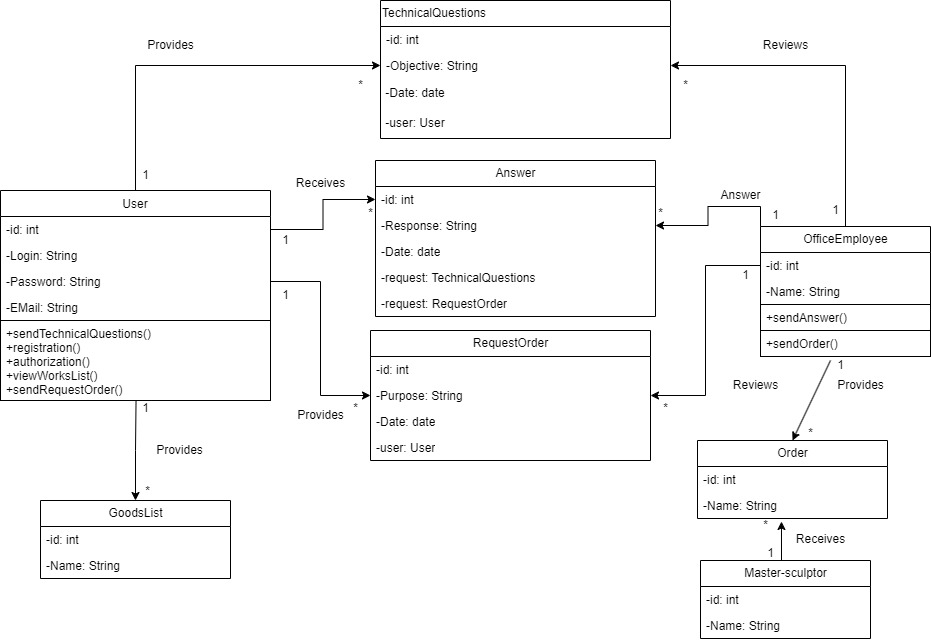 TechnicalQuestions
-id: int
-Objective: String
-Date: date
-user: User
Provides
*
1
Reviews
*
1
User
-id: int
-Login: String
-Password: String
-EMail: String
+sendTechnicalQuestions()
+registration()
+authorization()
+viewWorksList()
+sendRequestOrder()
Receives
*
1
Answer
-id: int
-Response: String
-Date: date
-request: TechnicalQuestions
-request: RequestOrder
Answer
*
1
OfficeEmployee
-id: int
-Name: String
+sendAnswer()
+sendOrder()
1
Provides
*
RequestOrder
-id: int
-Purpose: String
-Date: date
-user: User
1
Reviews
*
1
Provides
*
Order
-id: int
-Name: String
1
Provides
*
GoodsList
-id: int
-Name: String
*
Receives
1
Master-sculptor
-id: int
-Name: String